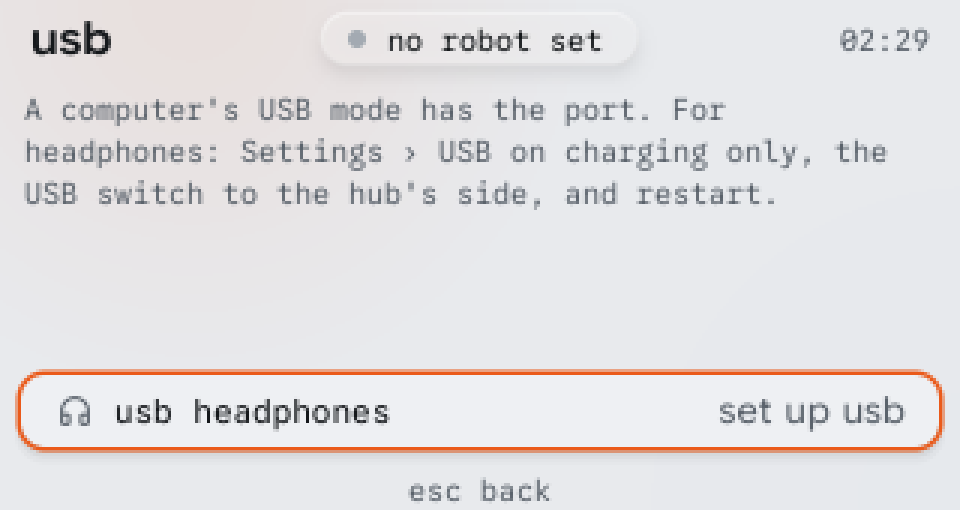 usb
no robot set
02:29
A computer's USB mode has the port. For
headphones: Settings › USB on charging only, the
USB switch to the hub's side, and restart.
usb headphones
set up usb
esc back